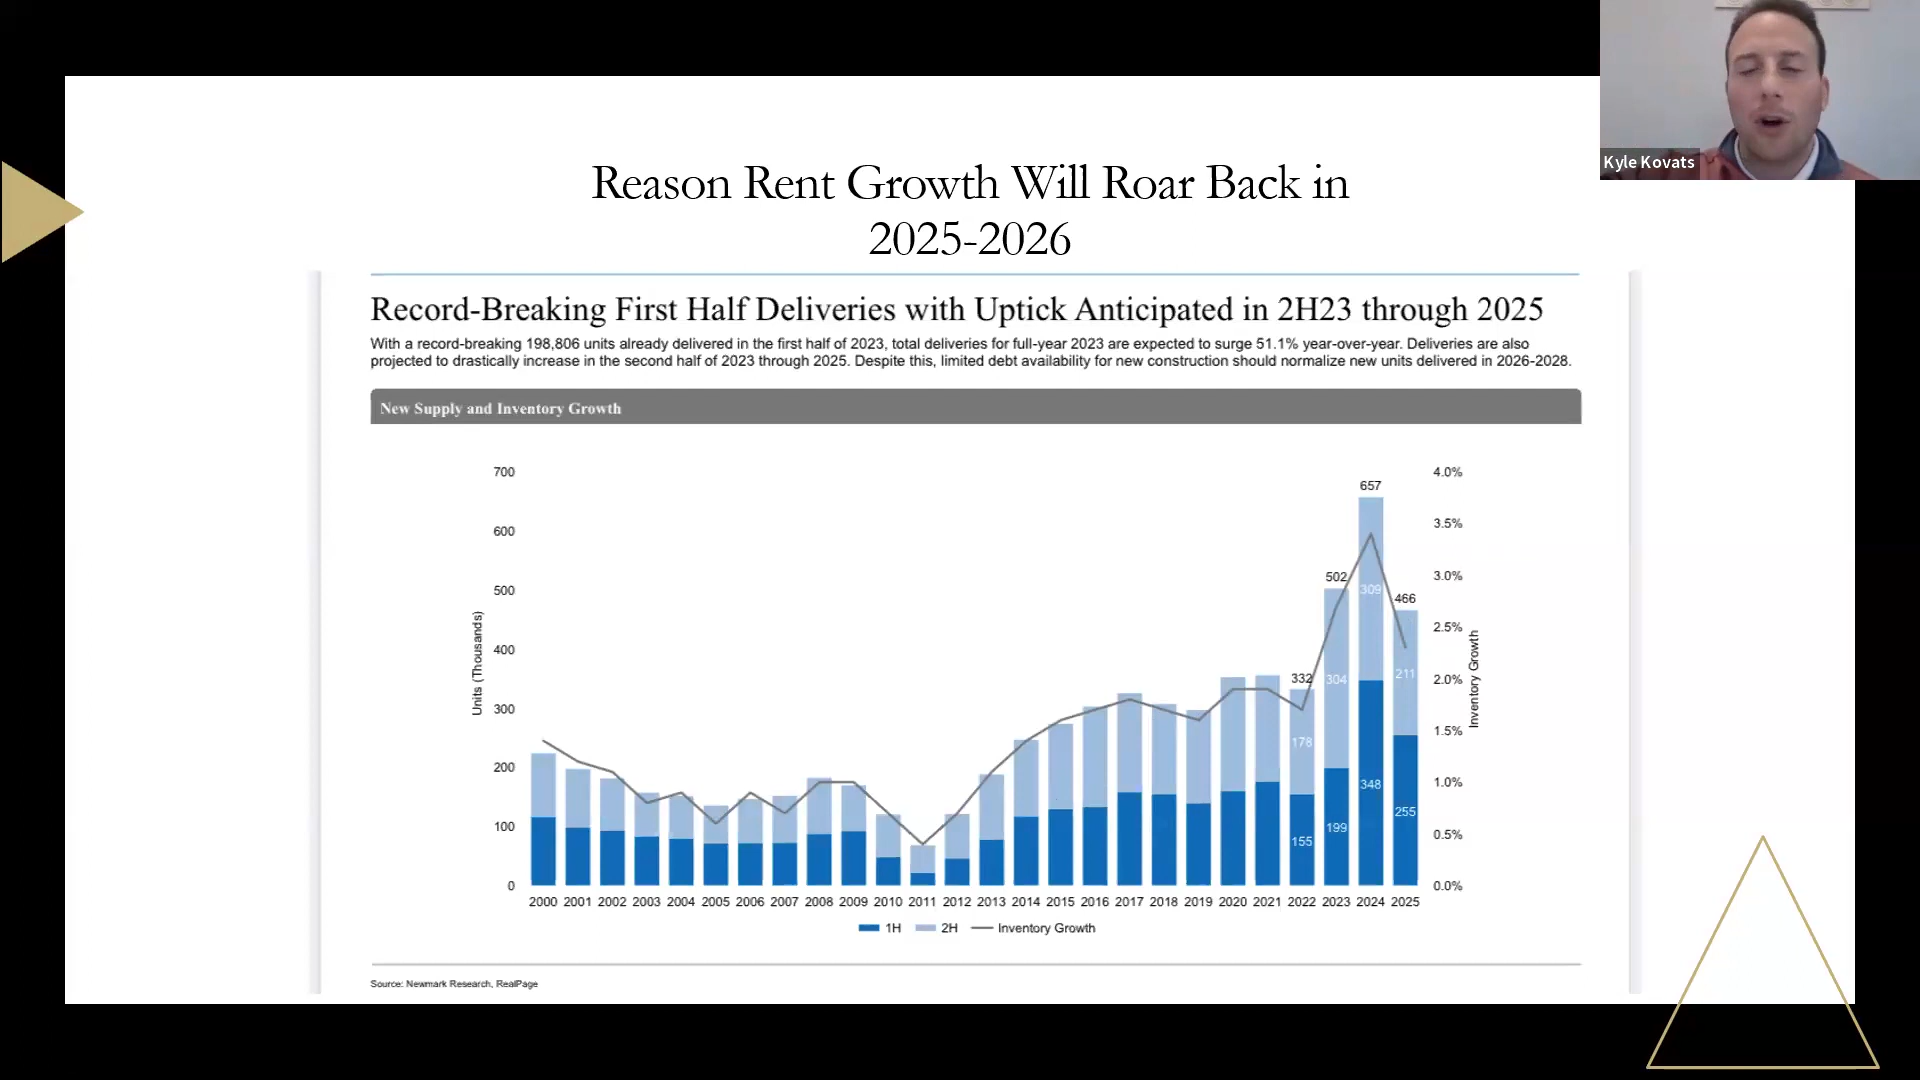 Kyle Kovats
Reason Rent Growth Will Roar Back in
2025-2026
Record-Breaking First Half Deliveries with Uptick Anticipated in 2H23 through 2025
With a record-breaking 198,806 units already delivered in the first half of 2023, total deliveries for full-year 2023 are expected to surge 51.1% year-over-year. Deliveries are also
projected to drastically increase in the second half of 2023 through 2025. Despite this, limited debt availability for new construction should normalize new units delivered in 2026-2028.
New Supply and Inventory Growth
Units (Thousands)
700
600
500
400
300
200
100
0
332
178
155
502
304
199
657
309
348
466
211
255
4.0%
3.5%
3.0%
2.5%
2.0%
1.5%
1.0%
0.5%
0.0%
Inventory Growth
2000 2001 2002 2003 2004 2005 2006 2007 2008 2009 2010 2011 2012 2013 2014 2015 2016 2017 2018 2019 2020 2021 2022 2023 2024 2025
1H 2H Inventory Growth
Source: Newmark Research, RealPage